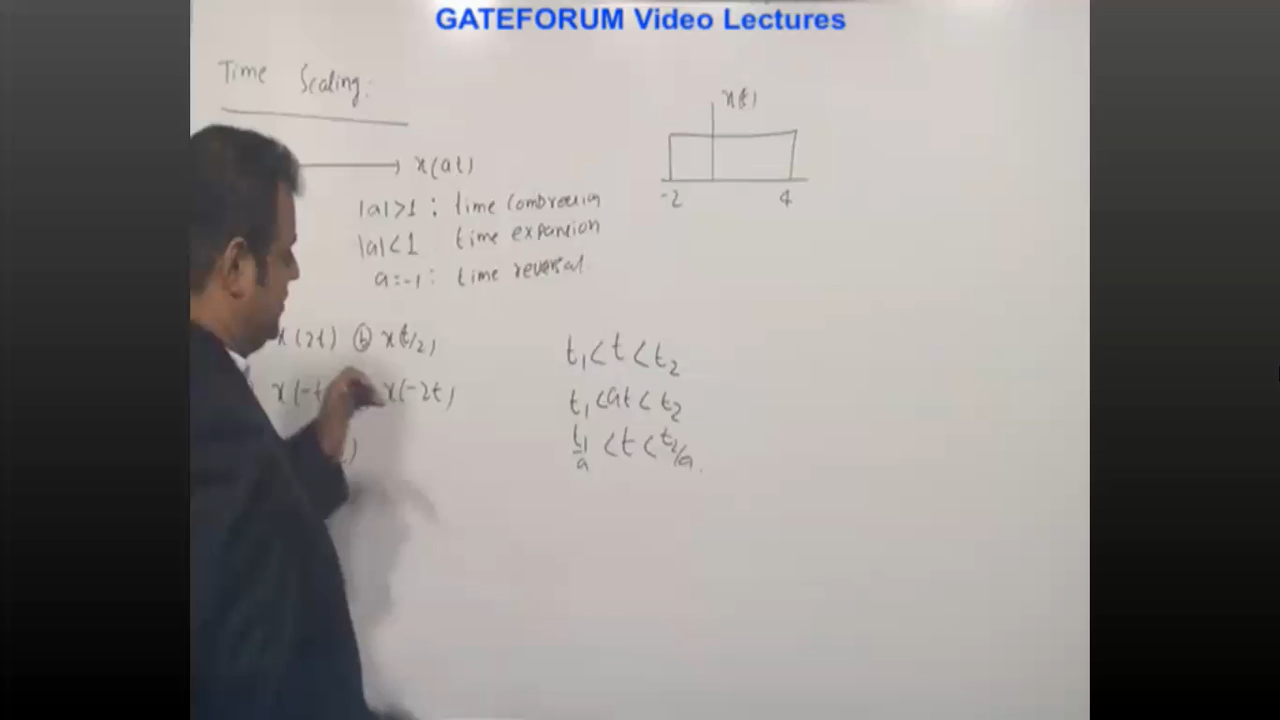 GATEFORUM Video Lectures
Time Scaling:
x(t)
x(at)
-2 4
|a|>1 : time Compression
|a|<1 time expansion
a=-1: time reversal
x(2t) ⓑ x(t/2)
x(-t x(-2t)
t₁<t<t₂
t₁<at<t₂
t₁/a <t< t₂/a.